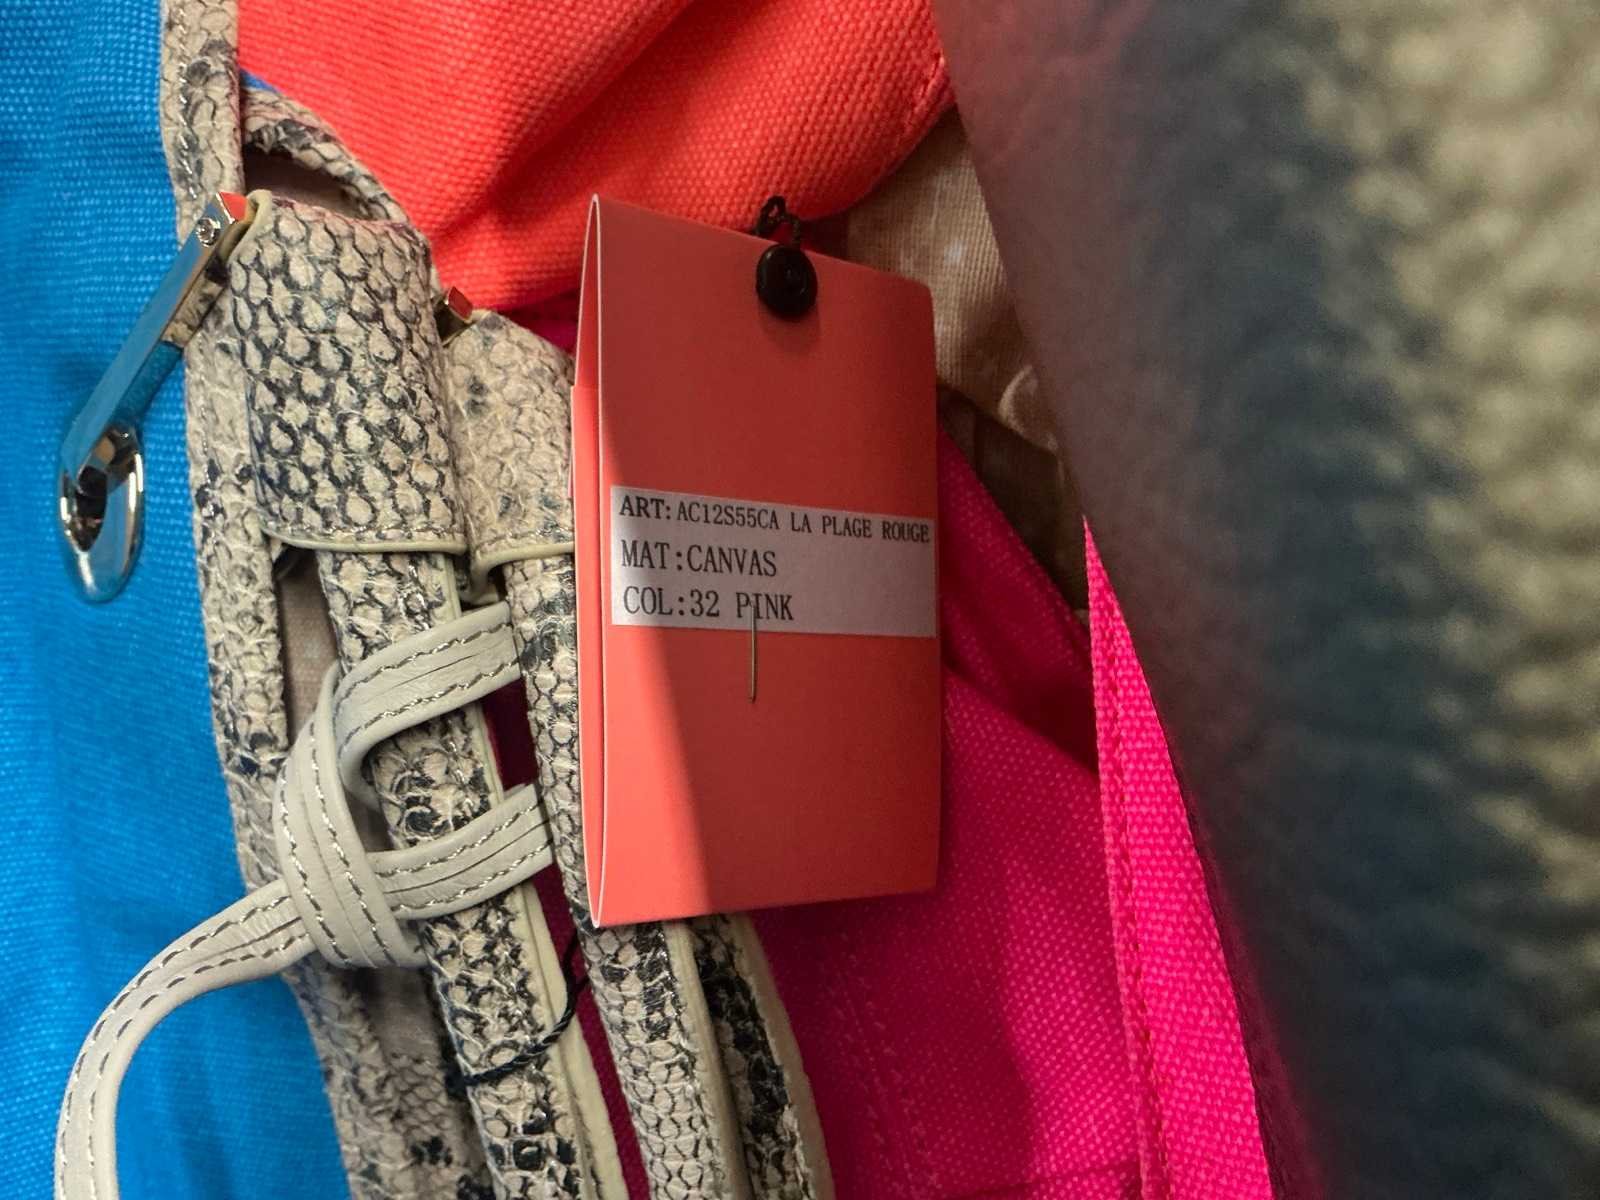 ART:AC12S55CA LA PLAGE ROUGE
MAT:CANVAS
COL:32 PINK